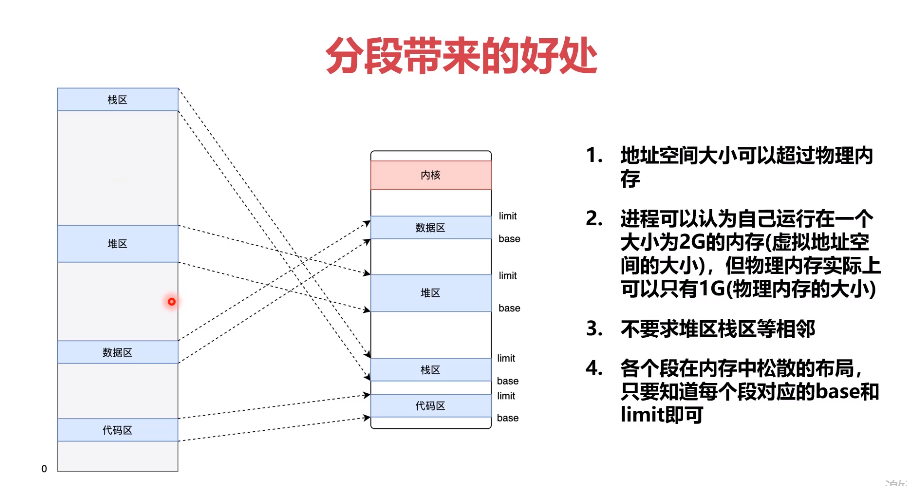 分段带来的好处
栈区
堆区
数据区
代码区
0
内核
limit
数据区
base
limit
堆区
base
limit
栈区
base
limit
代码区
base
1. 地址空间大小可以超过物理内
存
2. 进程可以认为自己运行在一个
大小为2G的内存(虚拟地址空
间的大小)，但物理内存实际上
可以只有1G(物理内存的大小)
3. 不要求堆区栈区等相邻
4. 各个段在内存中松散的布局，
只要知道每个段对应的base和
limit即可